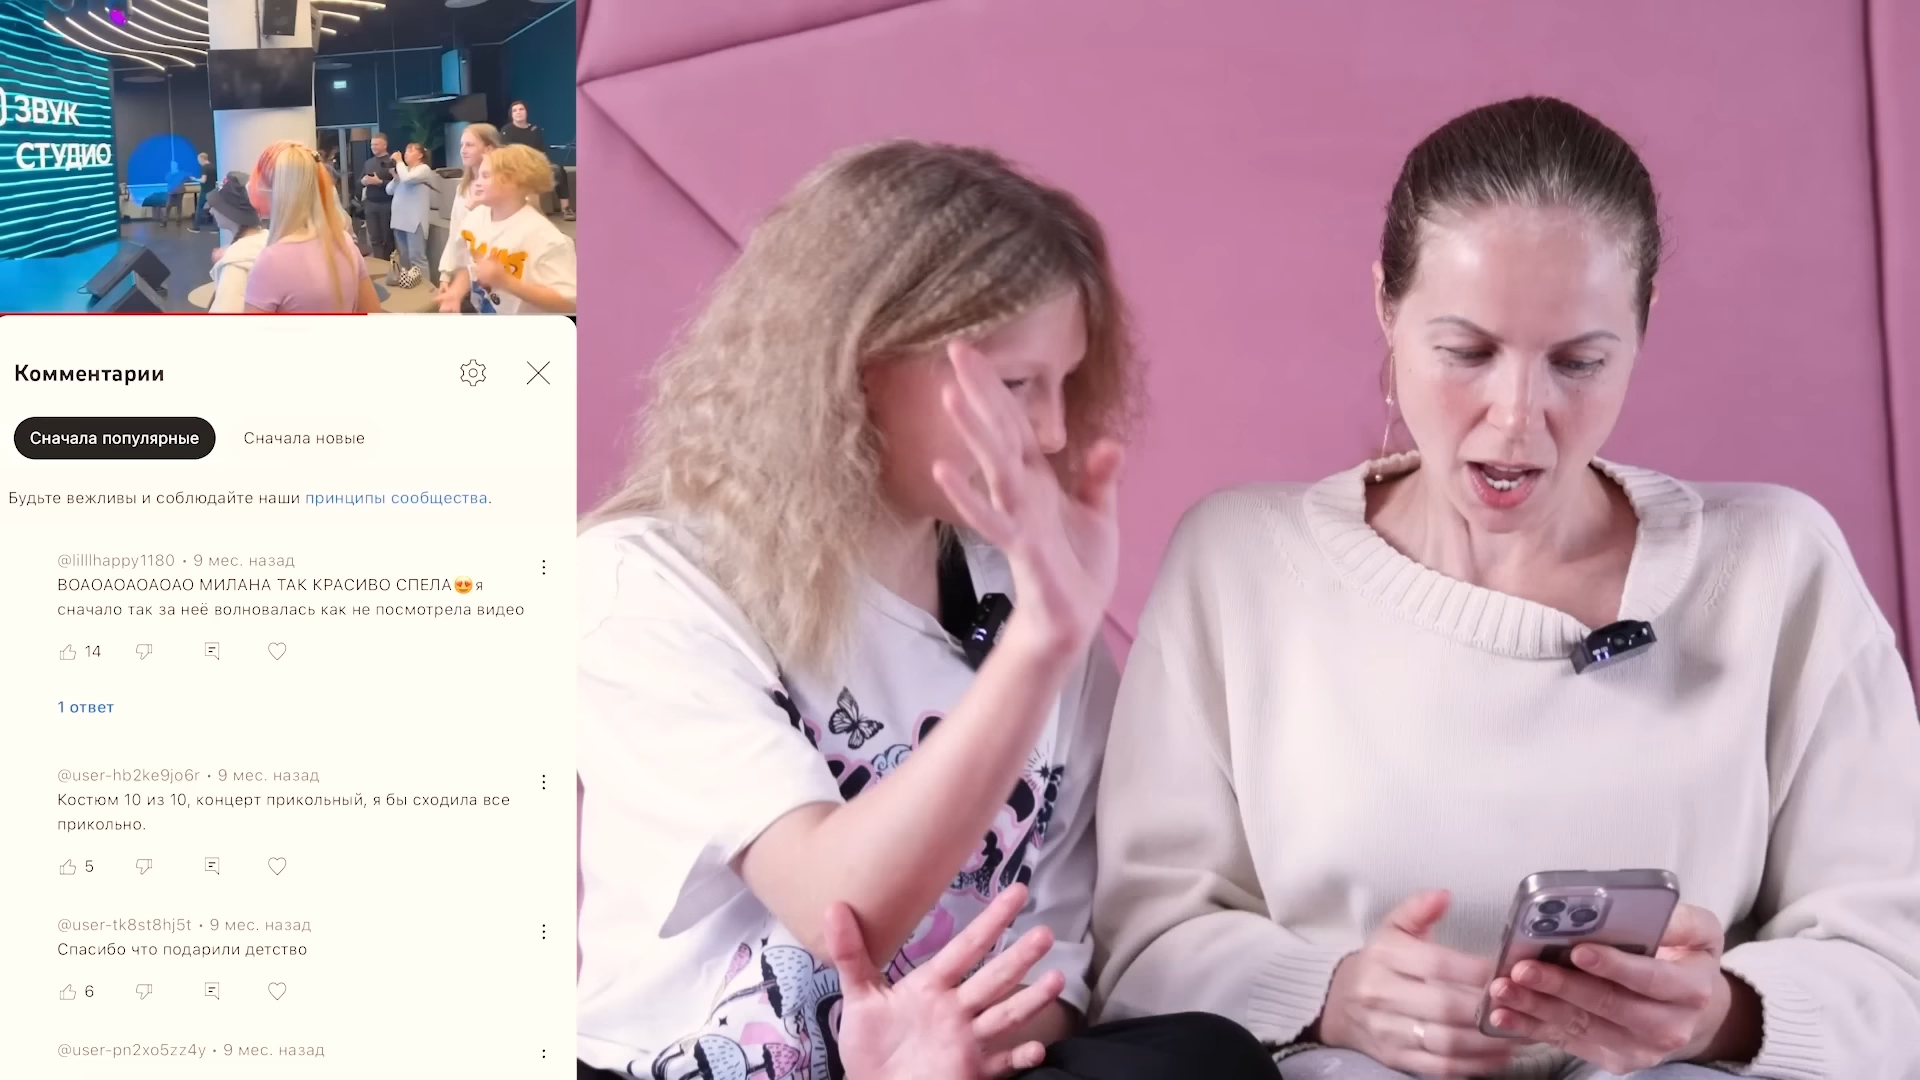 ЗВУК
СТУДИО
Комментарии
Сначала популярные
Сначала новые
Будьте вежливы и соблюдайте наши принципы сообщества.
@lilllhappy1180 • 9 мес. назад
ВОАОАОАОАОАО МИЛАНА ТАК КРАСИВО СПЕЛА😍я
сначало так за неё волновалась как не посмотрела видео
14
1 ответ
@user-hb2ke9jo6r • 9 мес. назад
Костюм 10 из 10, концерт прикольный, я бы сходила все
прикольно.
5
@user-tk8st8hj5t • 9 мес. назад
Спасибо что подарили детство
6
@user-pn2xo5zz4y • 9 мес. назад